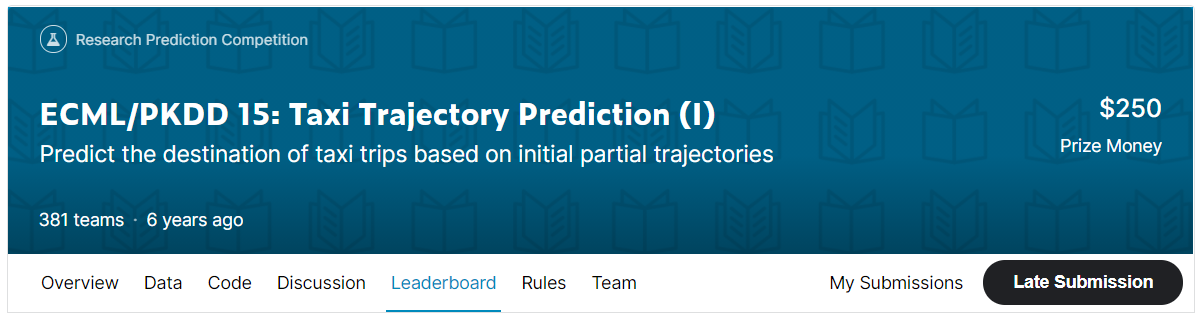 Research Prediction Competition
ECML/PKDD 15: Taxi Trajectory Prediction (I)
$250
Predict the destination of taxi trips based on initial partial trajectories
Prize Money
381 teams · 6 years ago
Overview Data Code Discussion Leaderboard Rules Team My Submissions Late Submission